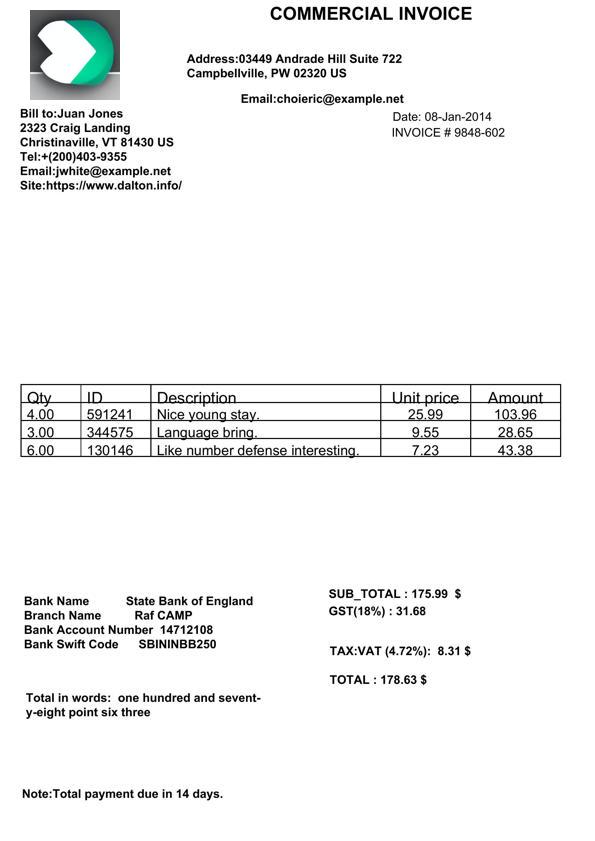 COMMERCIAL INVOICE
Address:03449 Andrade Hill Suite 722
Campbellville, PW 02320 US
Email:choieric@example.net
Date: 08-Jan-2014
INVOICE # 9848-602
Bill to:Juan Jones
2323 Craig Landing
Christinaville, VT 81430 US
Tel:+(200)403-9355
Email:jwhite@example.net
Site:https://www.dalton.info/
Qty ID Description Unit price Amount
4.00 591241 Nice young stay. 25.99 103.96
3.00 344575 Language bring. 9.55 28.65
6.00 130146 Like number defense interesting. 7.23 43.38
SUB_TOTAL : 175.99 $
GST(18%) : 31.68
TAX:VAT (4.72%): 8.31 $
TOTAL : 178.63 $
Bank Name State Bank of England
Branch Name Raf CAMP
Bank Account Number 14712108
Bank Swift Code SBININBB250
Total in words: one hundred and sevent-
y-eight point six three
Note:Total payment due in 14 days.